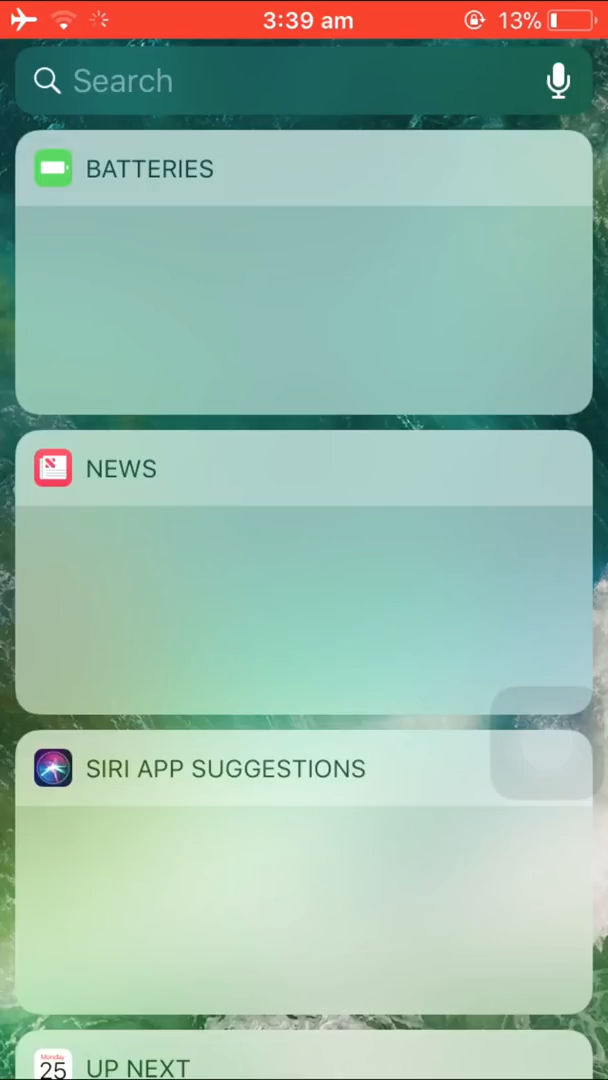 3:39 am
13%
Search
BATTERIES
NEWS
SIRI APP SUGGESTIONS
Monday
25
UP NEXT